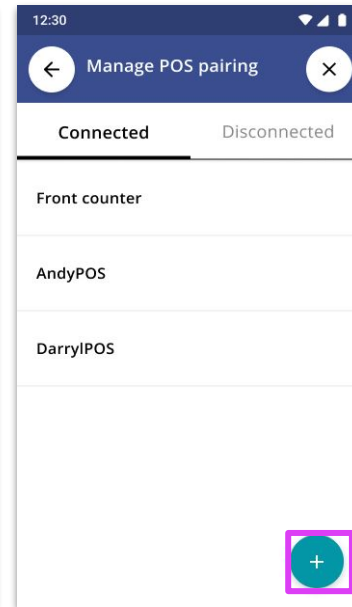 12:30
Manage POS pairing
Connected Disconnected
Front counter
AndyPOS
DarrylPOS
+